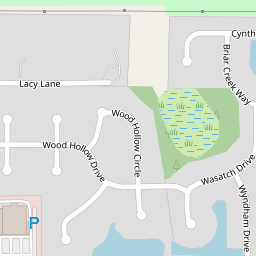 Cynth
Briar Creek Way
Lacy Lane
Wood Hollow Circle
Wood Hollow Drive
Wasatch Drive
Wyndham Drive
P